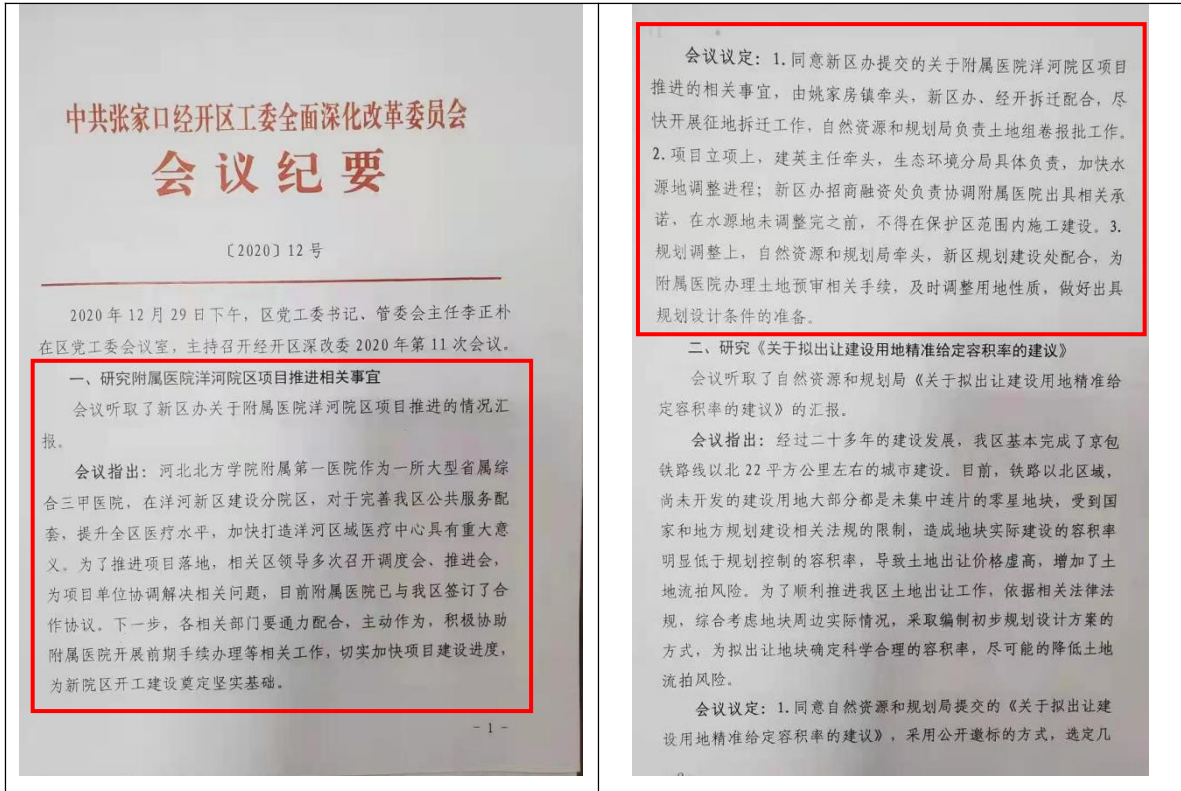 中共张家口经开区工委全面深化改革委员会
会议纪要
〔2020〕12号
2020年12月29日下午，区党工委书记、管委会主任李正朴
在区党工委会议室，主持召开经开区深改委2020年第11次会议。
一、研究附属医院洋河院区项目推进相关事宜
会议听取了新区办关于附属医院洋河院区项目推进的情况汇
报。
会议指出：河北北方学院附属第一医院作为一所大型省属综
合三甲医院，在洋河新区建设分院区，对于完善我区公共服务配
套，提升全区医疗水平，加快打造洋河区域医疗中心具有重大意
义。为了推进项目落地，相关区领导多次召开调度会、推进会，
为项目单位协调解决相关问题，目前附属医院已与我区签订了合
作协议。下一步，各相关部门要通力配合，主动作为，积极协助
附属医院开展前期手续办理等相关工作，切实加快项目建设进度，
为新院区开工建设奠定坚实基础。
-1-
会议议定：1.同意新区办提交的关于附属医院洋河院区项目
推进的相关事宜，由姚家房镇牵头，新区办、经开拆迁配合，尽
快开展征地拆迁工作，自然资源和规划局负责土地组卷报批工作。
2.项目立项上，建英主任牵头，生态环境分局具体负责，加快水
源地调整进程；新区办招商融资处负责协调附属医院出具相关承
诺，在水源地未调整完之前，不得在保护区范围内施工建设。3.
规划调整上，自然资源和规划局牵头，新区规划建设处配合，为
附属医院办理土地预审相关手续，及时调整用地性质，做好出具
规划设计条件的准备。
二、研究《关于拟出让建设用地精准给定容积率的建议》
会议听取了自然资源和规划局《关于拟出让建设用地精准给
定容积率的建议》的汇报。
会议指出：经过二十多年的建设发展，我区基本完成了京包
铁路线以北22平方公里左右的城市建设。目前，铁路以北区域，
尚未开发的建设用地大部分都是未集中连片的零星地块，受到国
家和地方规划建设相关法规的限制，造成地块实际建设的容积率
明显低于规划控制的容积率，导致土地出让价格虚高，增加了土
地流拍风险。为了顺利推进我区土地出让工作，依据相关法律法
规，综合考虑地块周边实际情况，采取编制初步规划设计方案的
方式，为拟出让地块确定科学合理的容积率，尽可能的降低土地
流拍风险。
会议议定：1.同意自然资源和规划局提交的《关于拟出让建
设用地精准给定容积率的建议》，采用公开邀标的方式，选定几